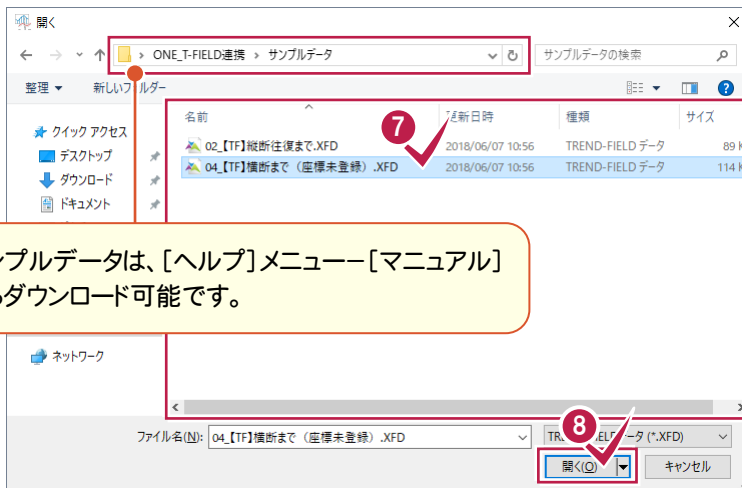 開く
ONE_T-FIELD連携 › サンプルデータ
サンプルデータの検索
整理 新しいフォルダー
名前 更新日時 種類 サイズ
7
クイック アクセス
02_【TF】縦断往復まで.XFD 2018/06/07 10:56 TREND-FIELD データ 89 K
デスクトップ
04_【TF】横断まで（座標未登録）.XFD 2018/06/07 10:56 TREND-FIELD データ 114 K
ダウンロード
ンプルデータは、[ヘルプ]メニュー－[マニュアル]
らダウンロード可能です。
ネットワーク
8
ファイル名(N): 04_【TF】横断まで（座標未登録）.XFD
データ (*.XFD)
開く(O) キャンセル